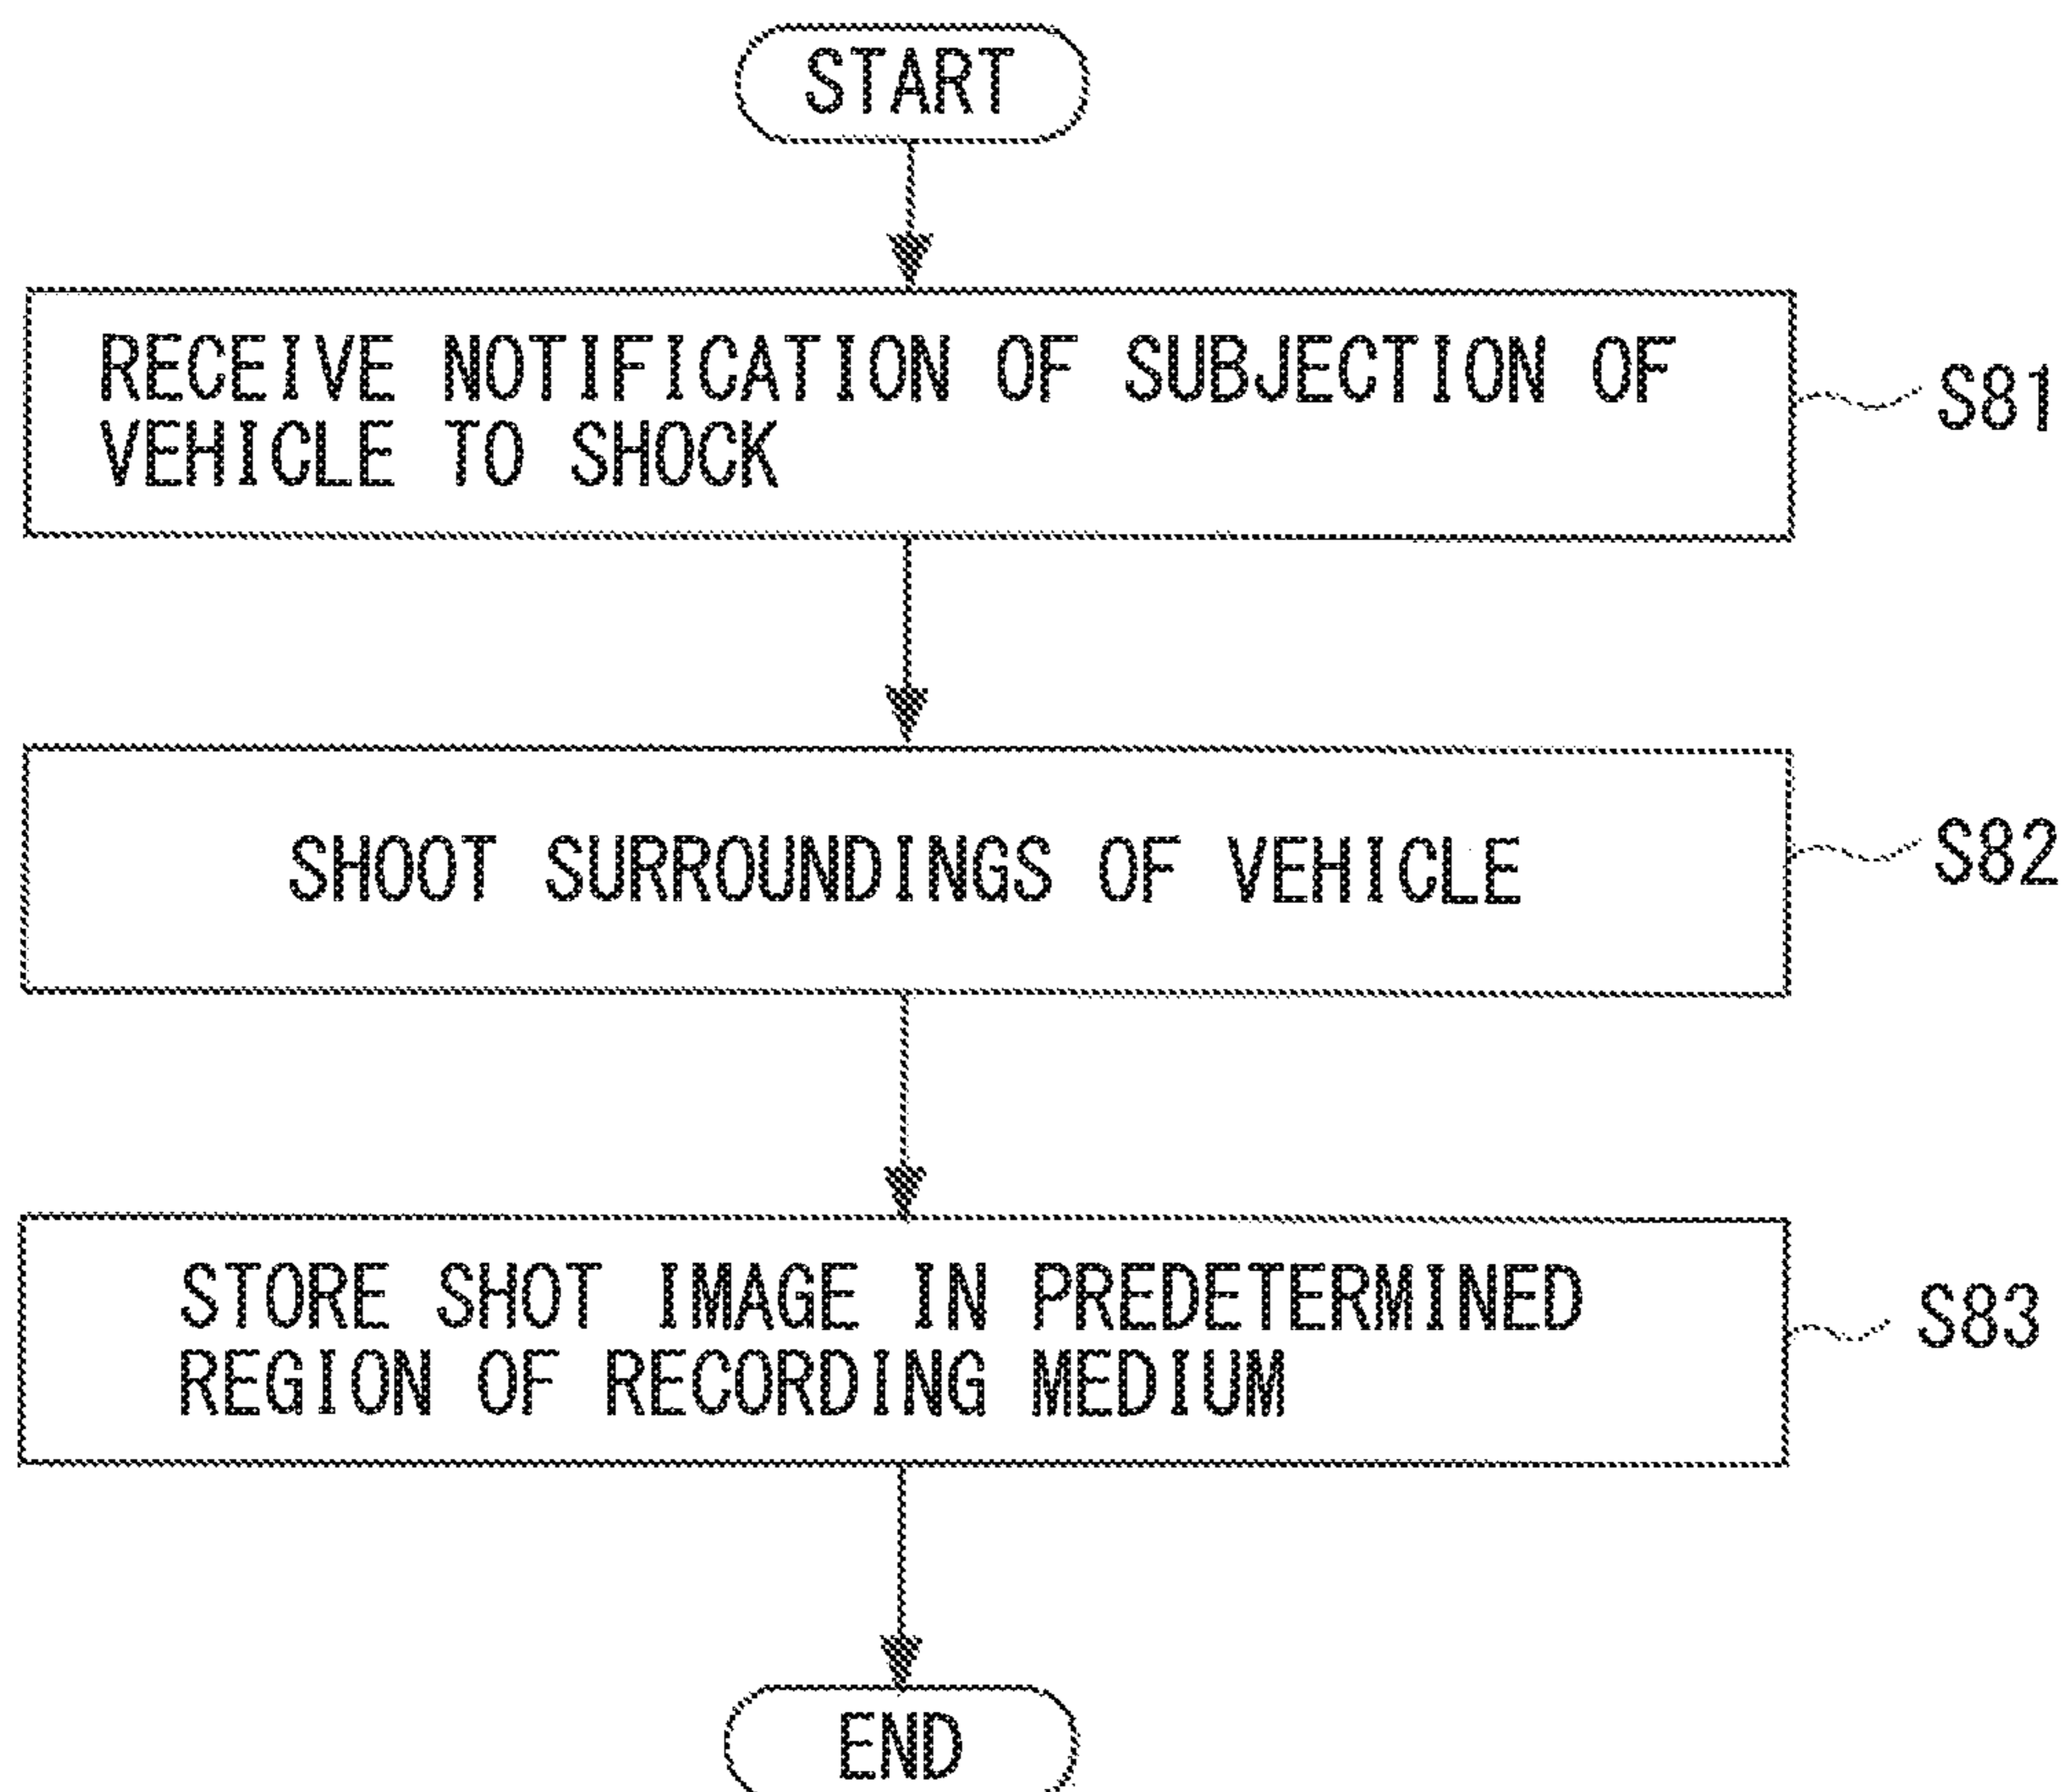 START
RECEIVE NOTIFICATION OF SUBJECTION OF
VEHICLE TO SHOCK
S81
SHOOT SURROUNDINGS OF VEHICLE
S82
STORE SHOT IMAGE IN PREDETERMINED
REGION OF RECORDING MEDIUM
S83
END